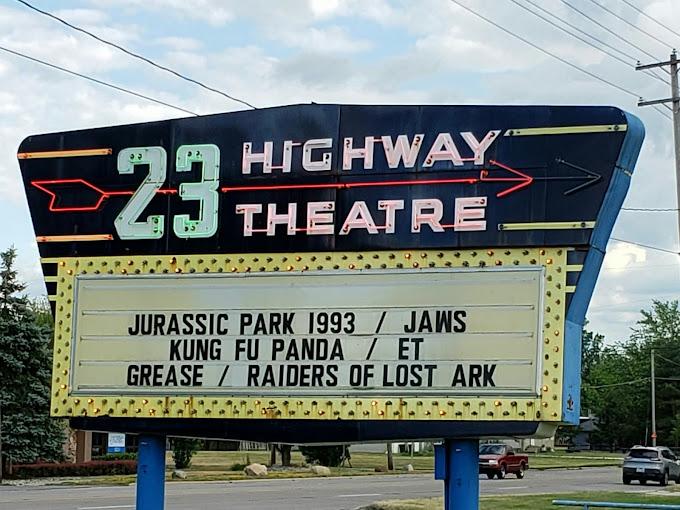 23 HIGHWAY
THEATRE
JURASSIC PARK 1993 / JAWS
KUNG FU PANDA / ET
GREASE / RAIDERS OF LOST ARK